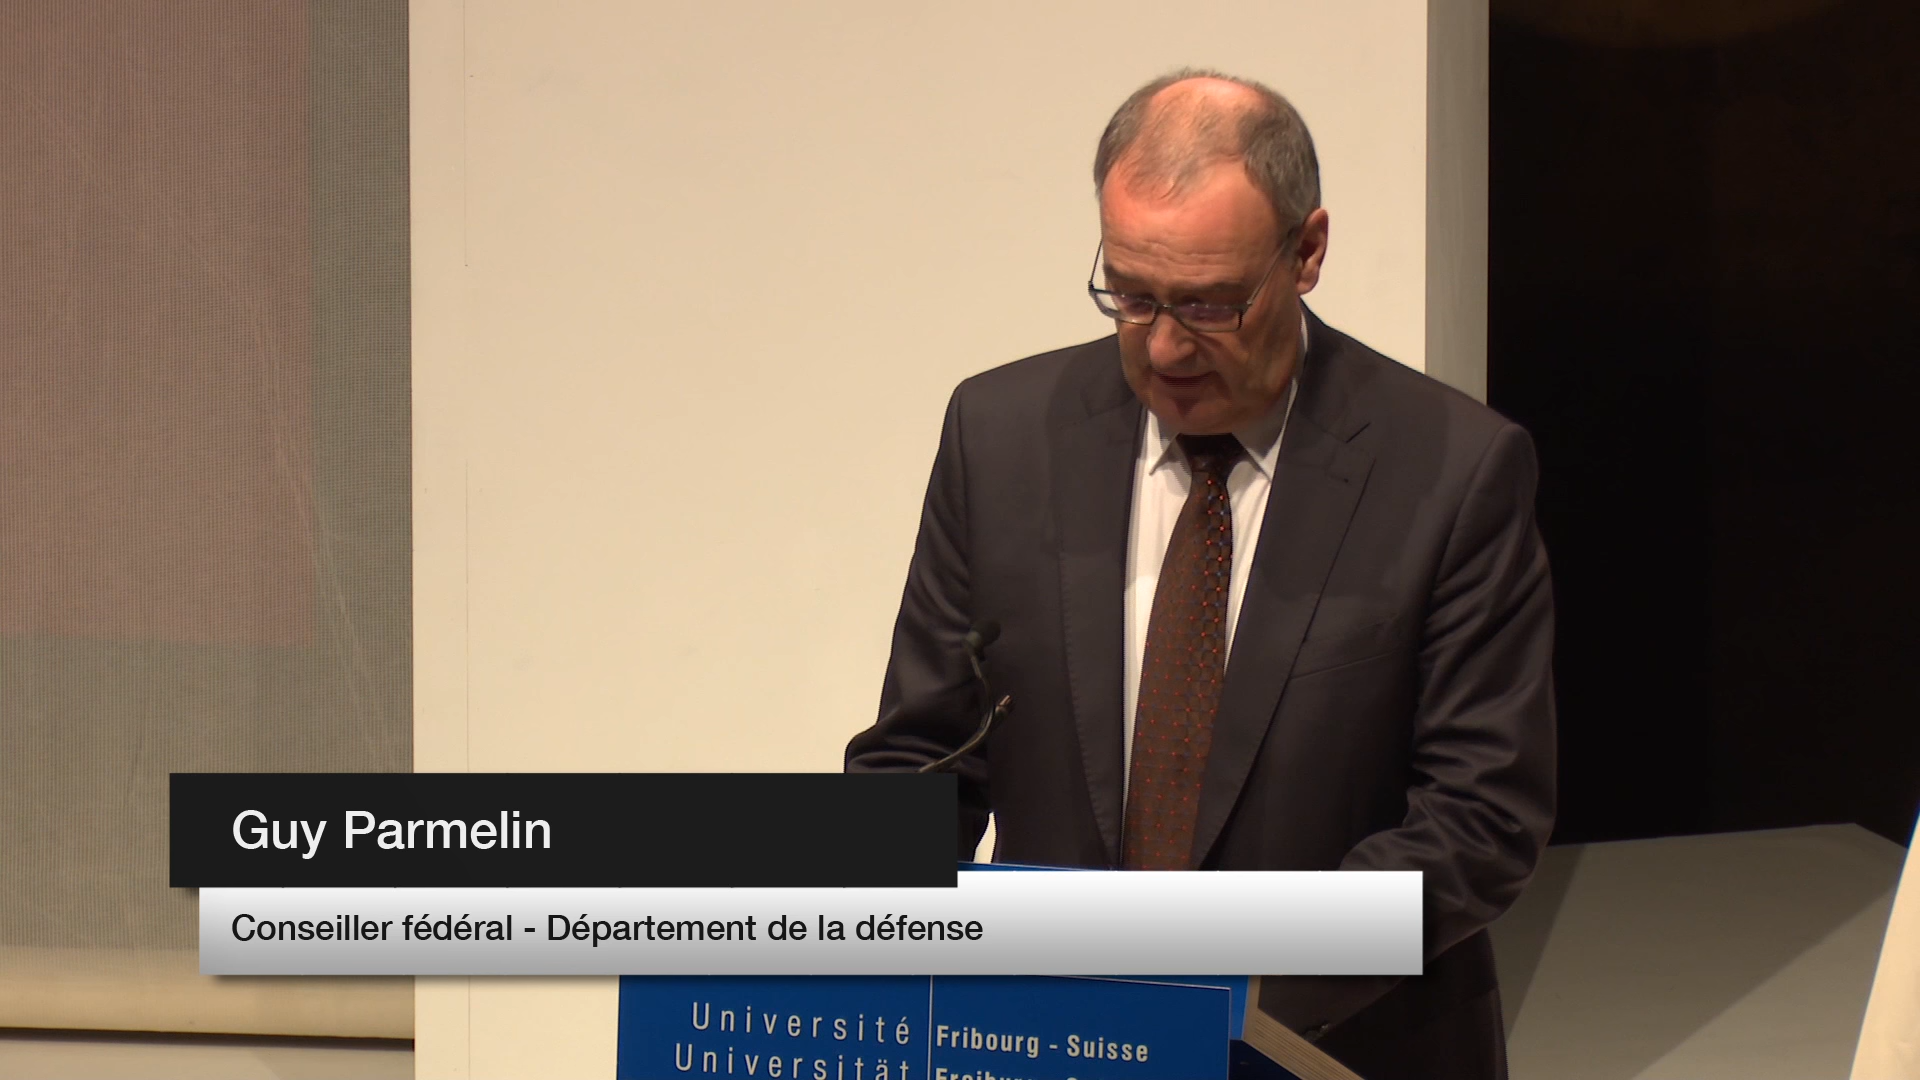 Guy Parmelin
Conseiller fédéral - Département de la défense
Université
Fribourg - Suisse
Universität